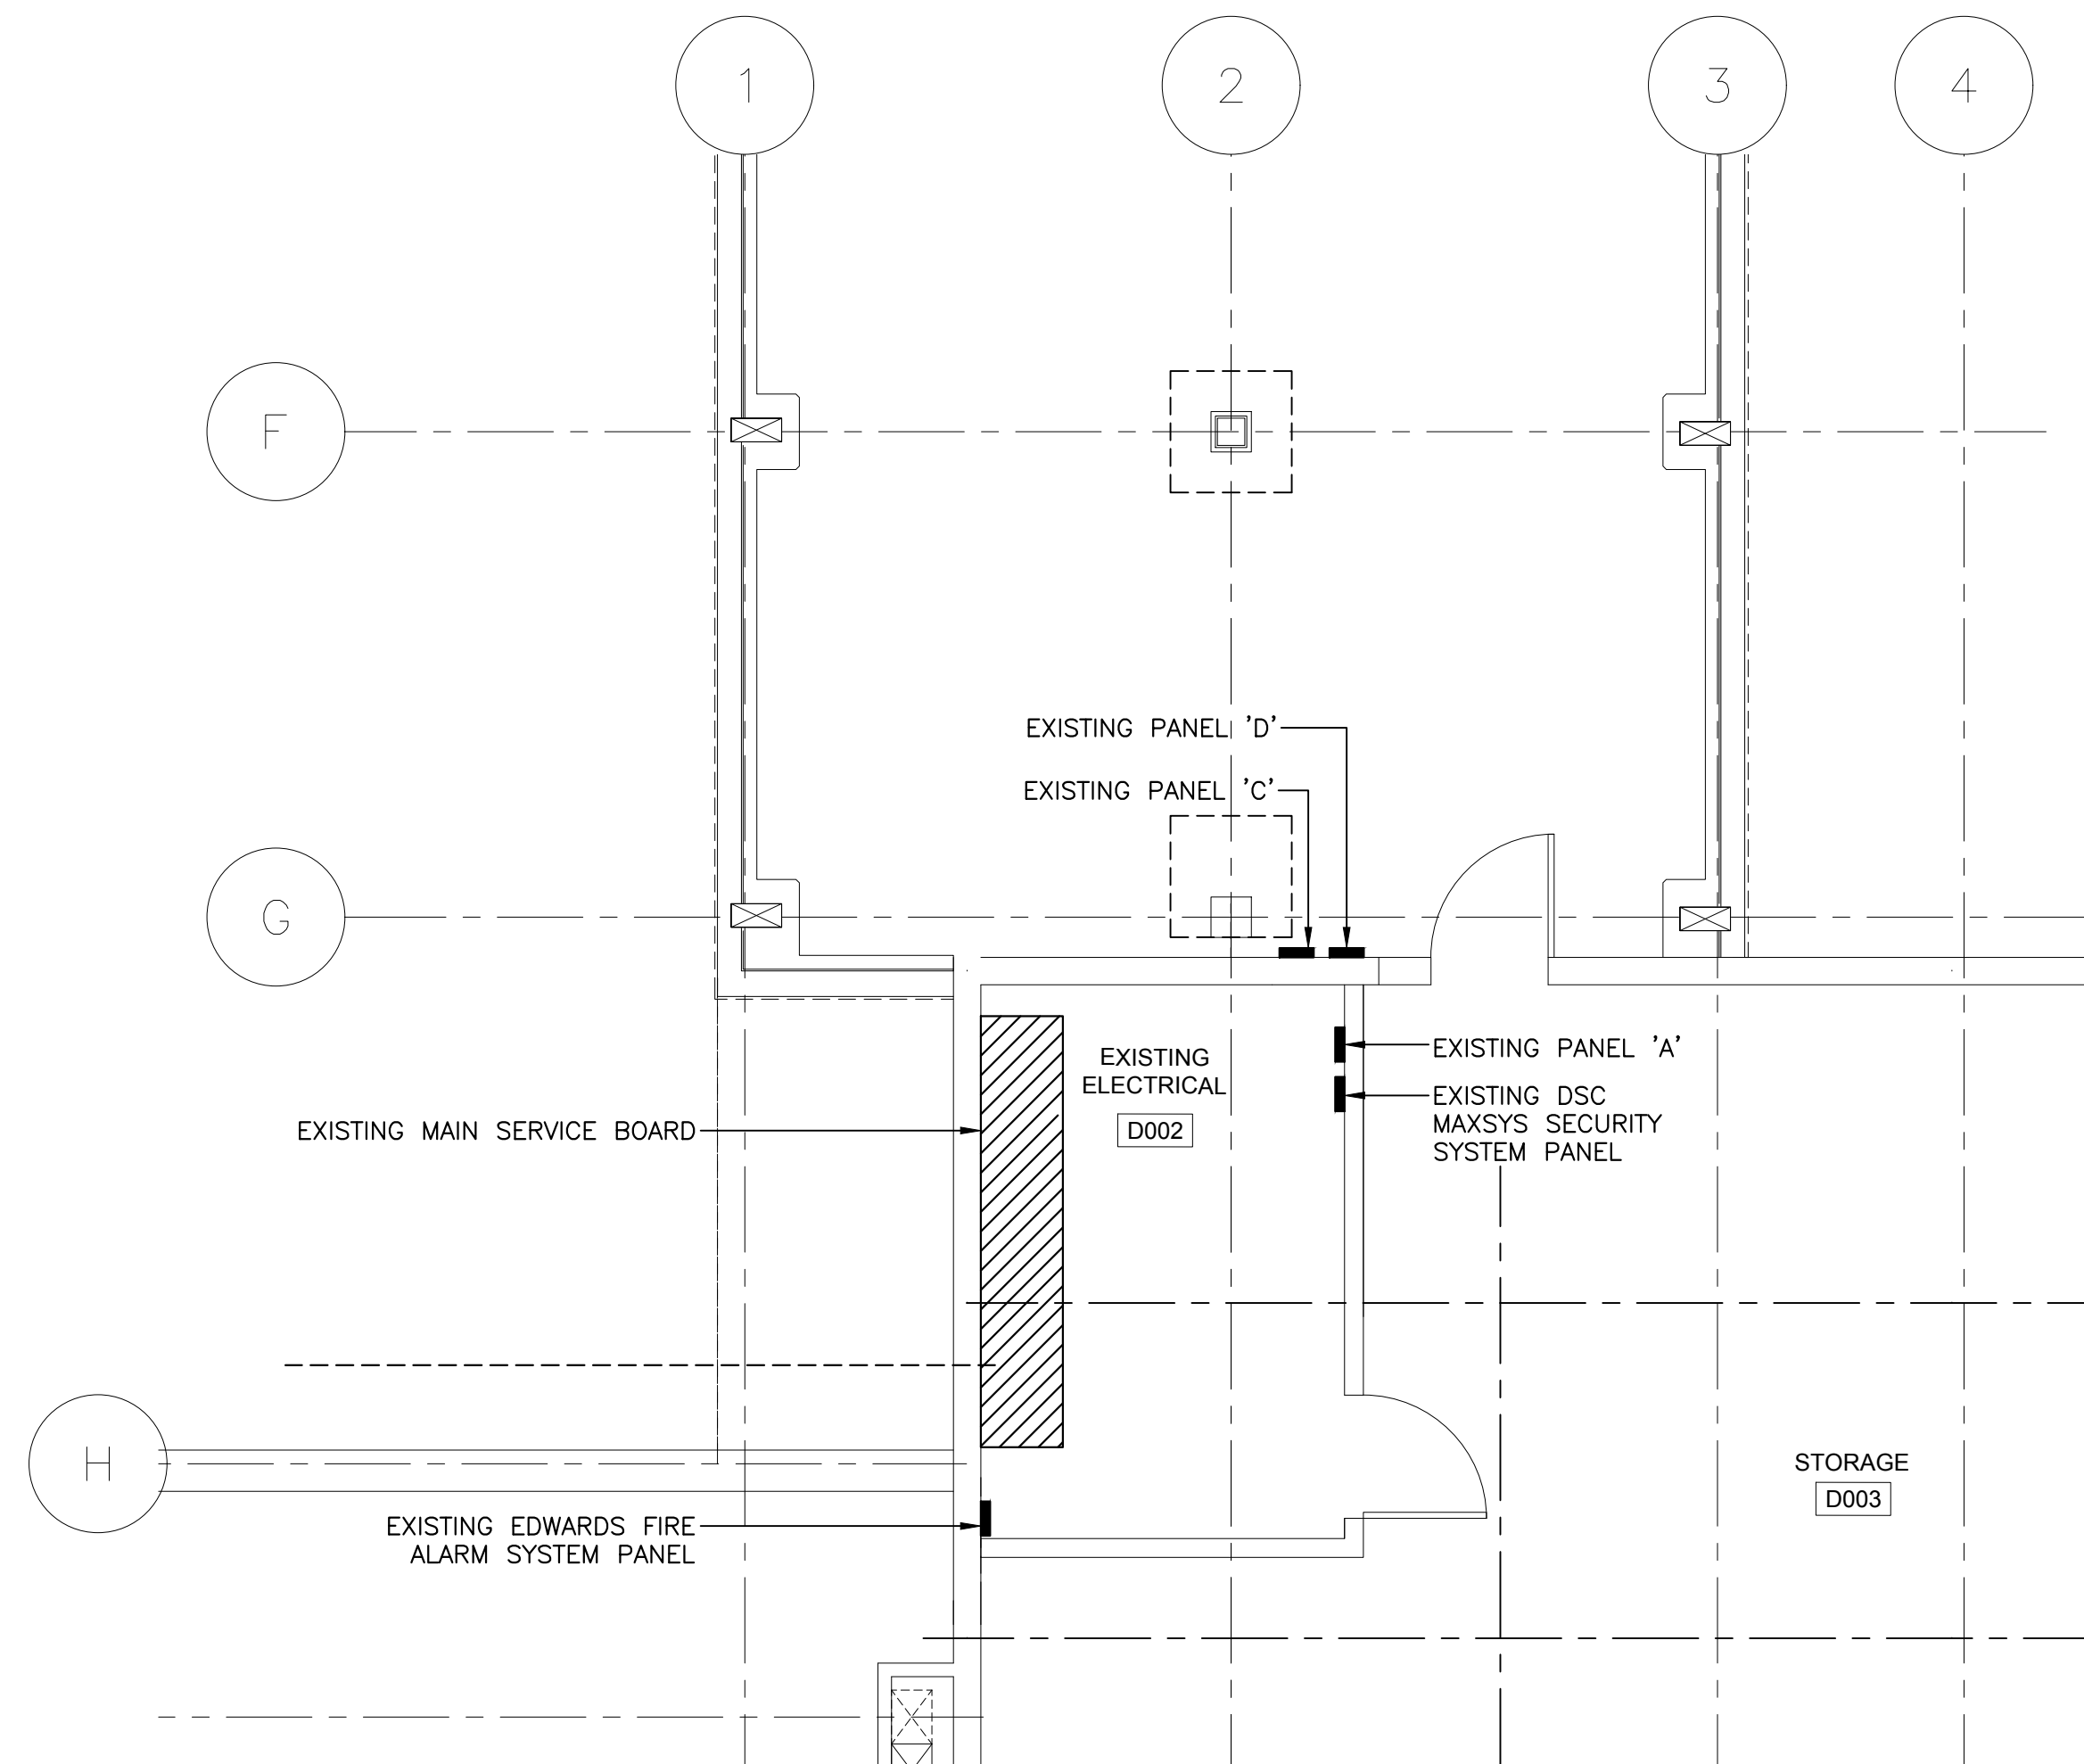 1
2
3
4
F
EXISTING PANEL 'D'
EXISTING PANEL 'C'
G
EXISTING PANEL 'A'
EXISTING
ELECTRICAL
D002
EXISTING DSC
MAXSYS SECURITY
SYSTEM PANEL
EXISTING MAIN SERVICE BOARD
H
STORAGE
D003
EXISTING EDWARDS FIRE
ALARM SYSTEM PANEL